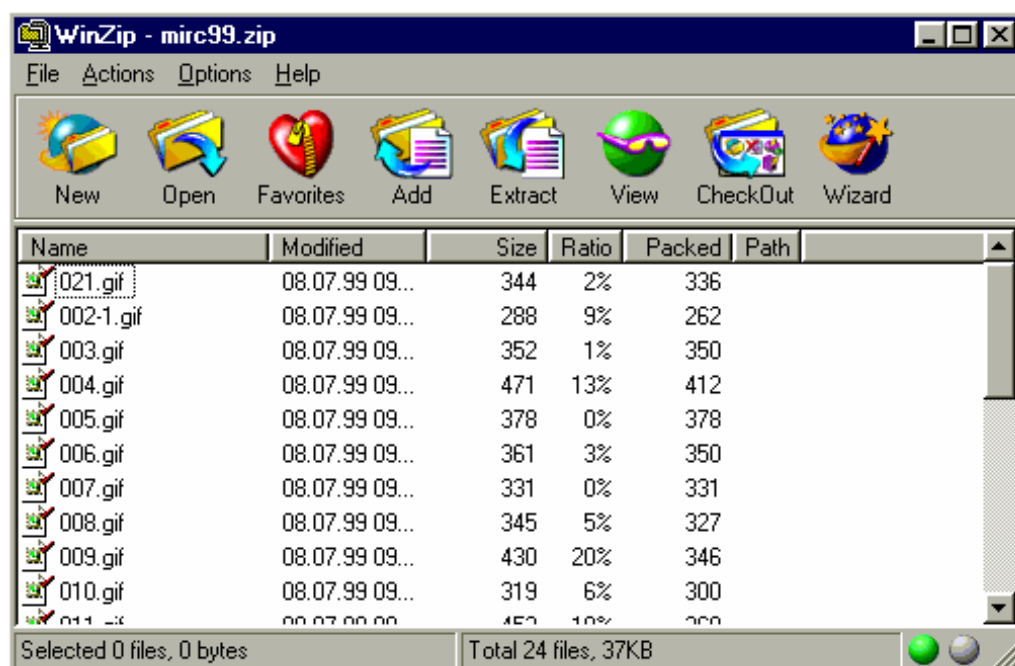 WinZip - mirc99.zip
File Actions Options Help
New Open Favorites Add Extract View CheckOut Wizard
Name Modified Size Ratio Packed Path
021.gif 08.07.99 09... 344 2% 336
002-1.gif 08.07.99 09... 288 9% 262
003.gif 08.07.99 09... 352 1% 350
004.gif 08.07.99 09... 471 13% 412
005.gif 08.07.99 09... 378 0% 378
006.gif 08.07.99 09... 361 3% 350
007.gif 08.07.99 09... 331 0% 331
008.gif 08.07.99 09... 345 5% 327
009.gif 08.07.99 09... 430 20% 346
010.gif 08.07.99 09... 319 6% 300
Selected 0 files, 0 bytes Total 24 files, 37KB